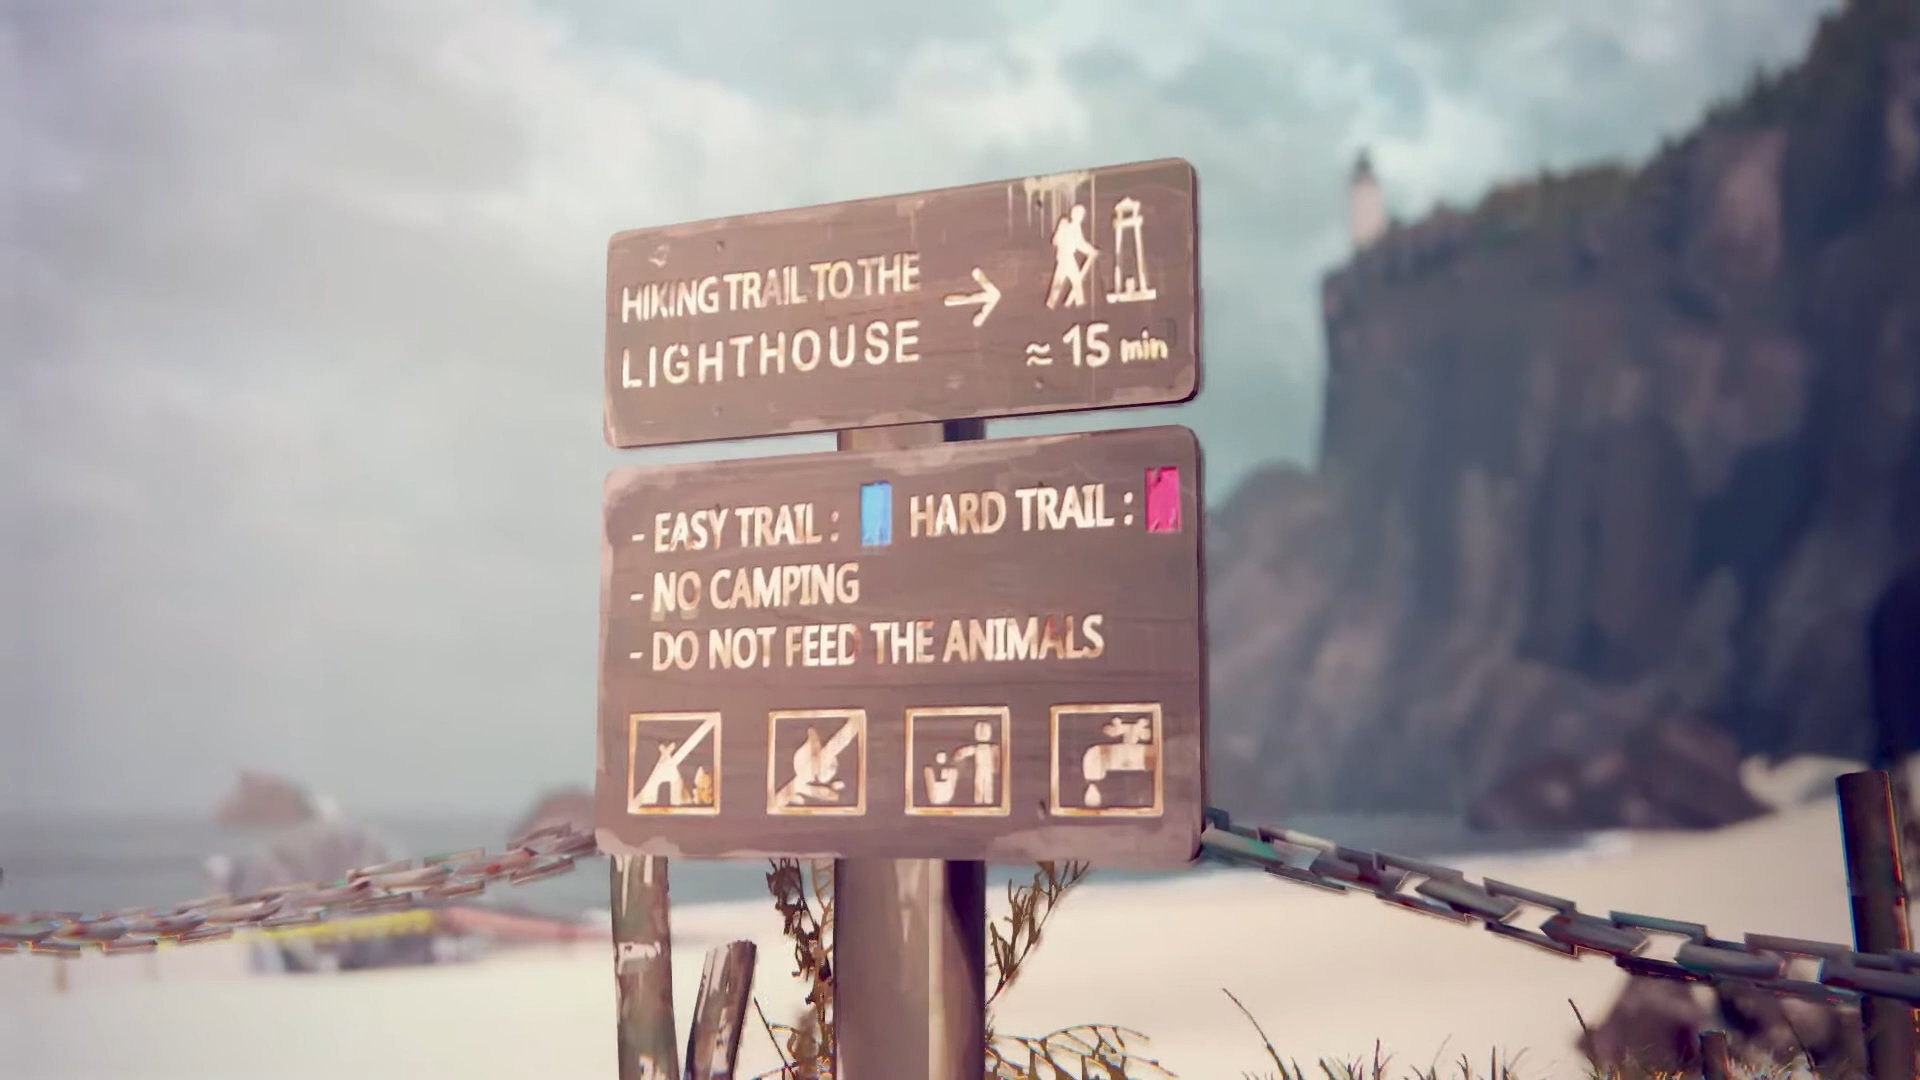 HIKING TRAIL TO THE
LIGHTHOUSE →
≈ 15 min
- EASY TRAIL : HARD TRAIL :
- NO CAMPING
- DO NOT FEED THE ANIMALS